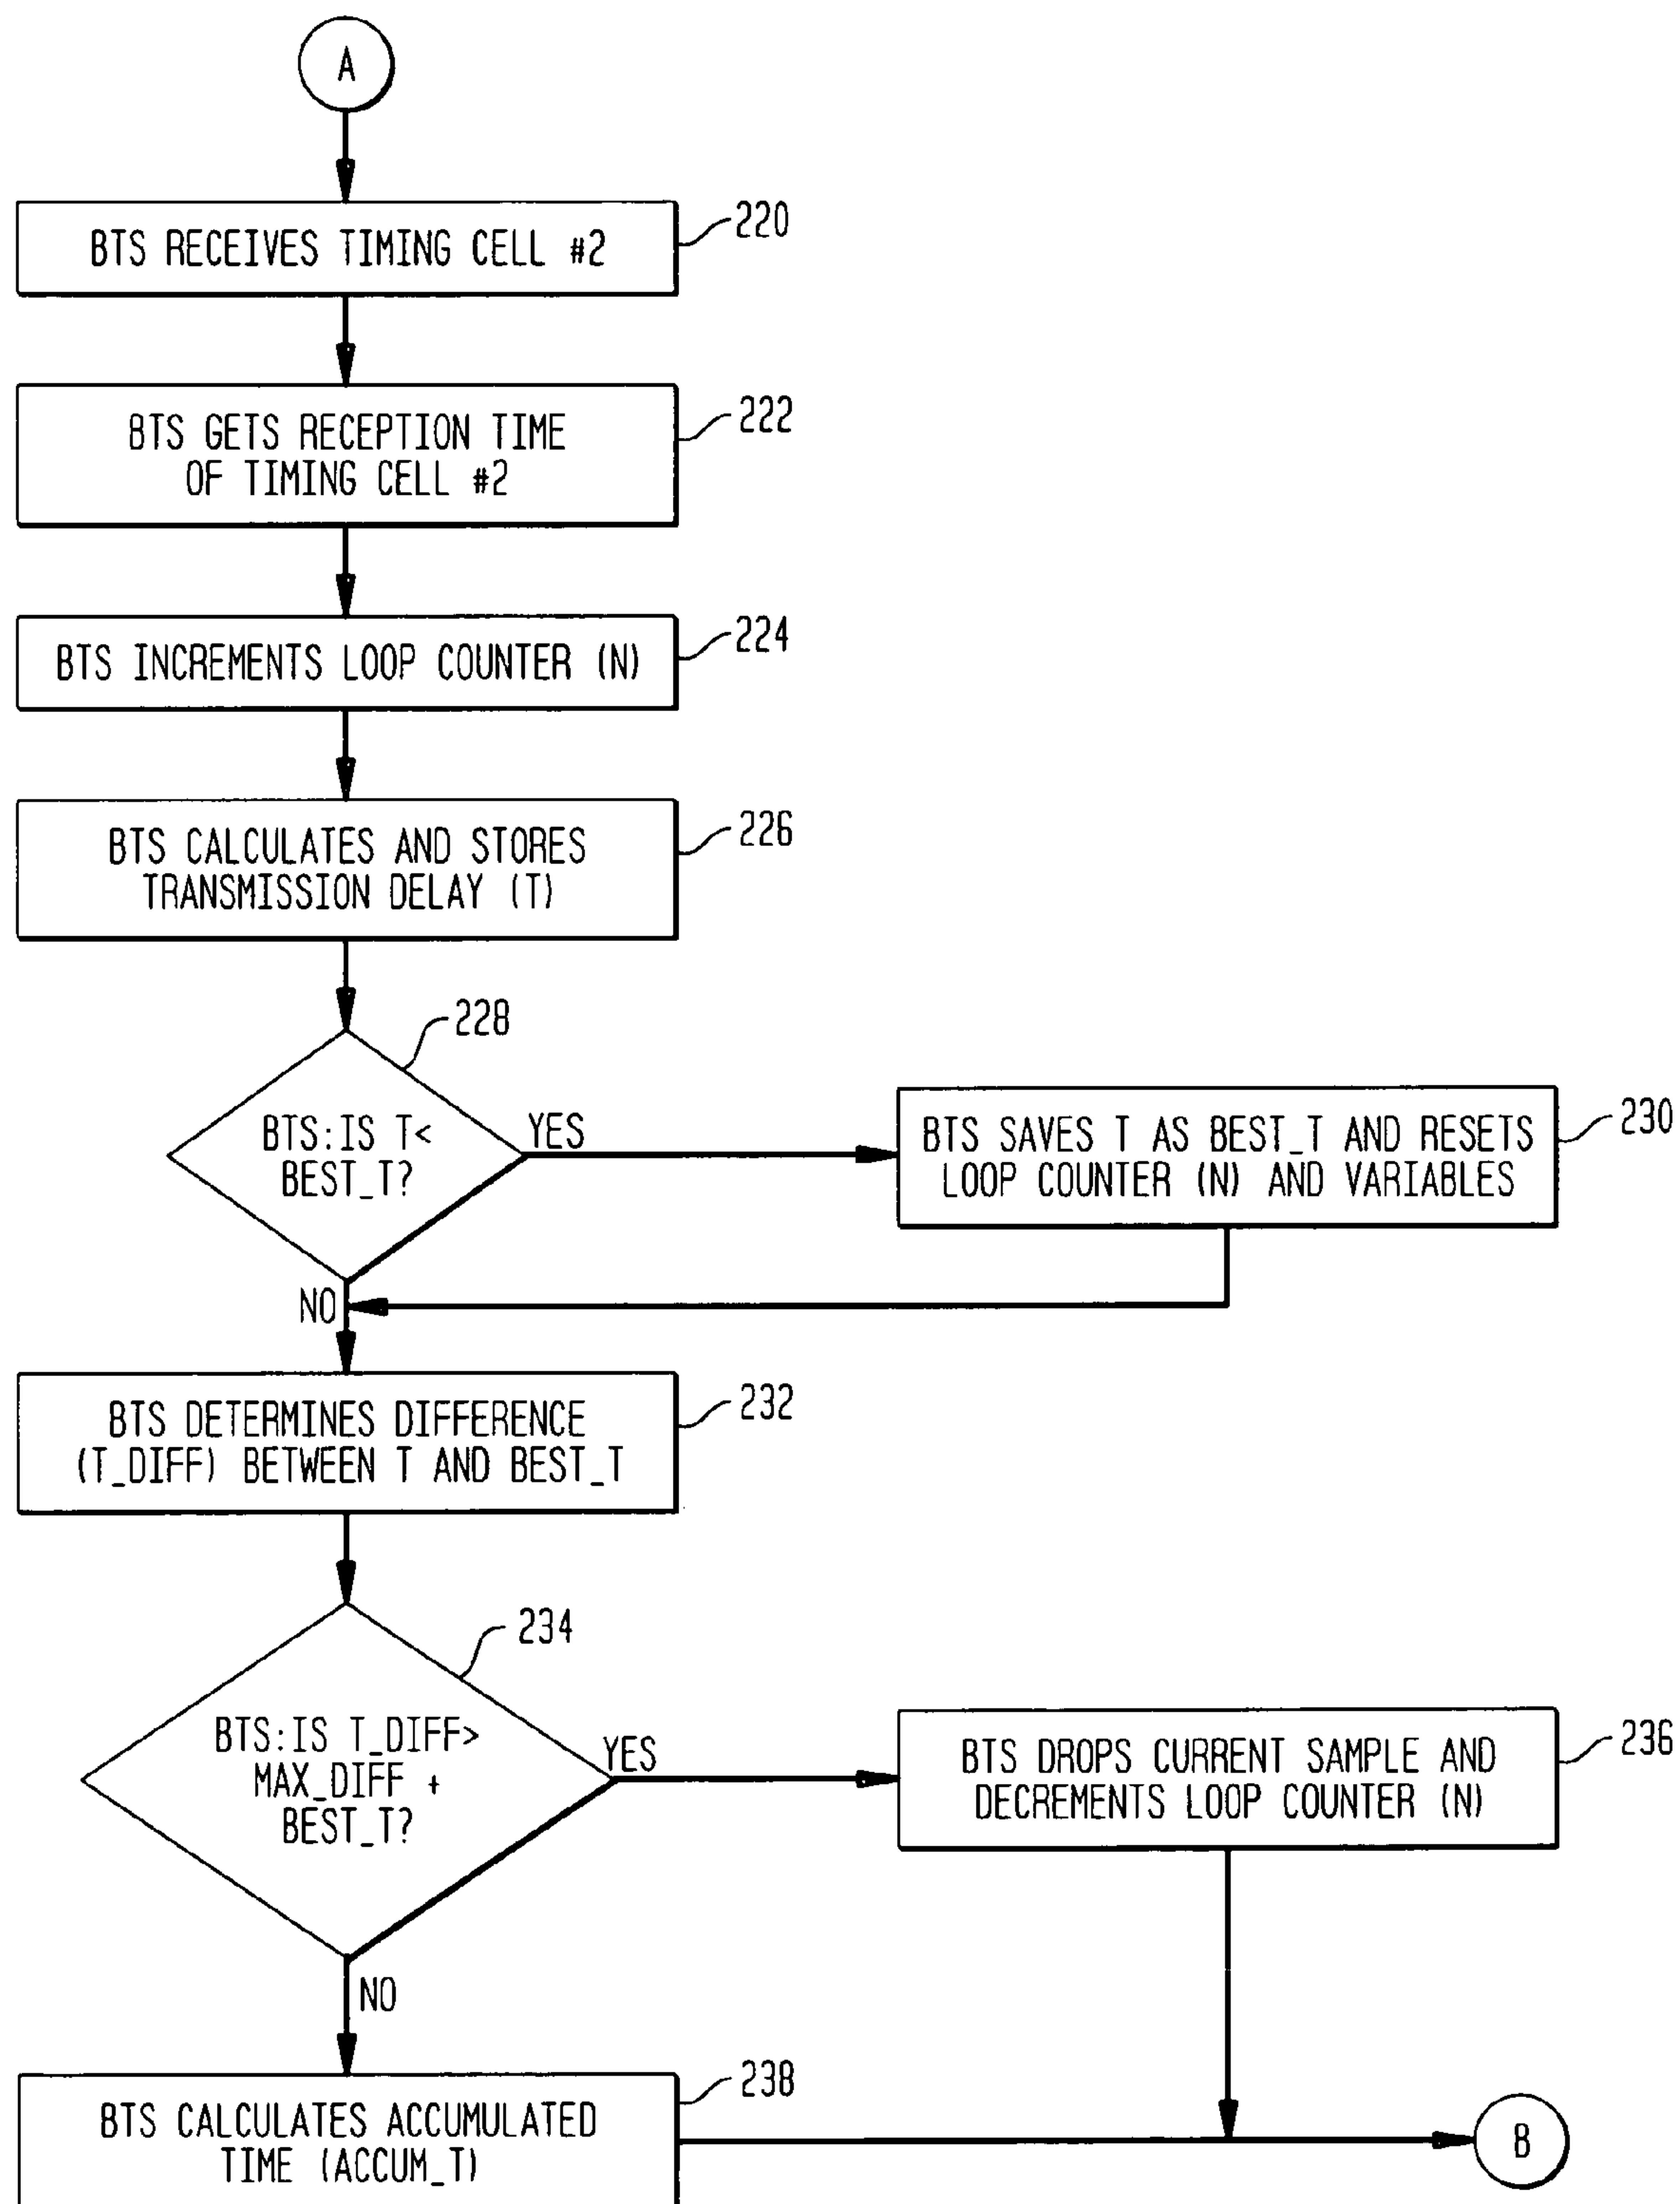 A
BTS RECEIVES TIMING CELL #2
220
BTS GETS RECEPTION TIME
OF TIMING CELL #2
222
BTS INCREMENTS LOOP COUNTER (N)
224
BTS CALCULATES AND STORES
TRANSMISSION DELAY (T)
226
228
BTS:IS T<
BEST_T?
YES
BTS SAVES T AS BEST_T AND RESETS
LOOP COUNTER (N) AND VARIABLES
230
NO
BTS DETERMINES DIFFERENCE
(T_DIFF) BETWEEN T AND BEST_T
232
234
BTS:IS T_DIFF>
MAX_DIFF +
BEST_T?
YES
BTS DROPS CURRENT SAMPLE AND
DECREMENTS LOOP COUNTER (N)
236
NO
BTS CALCULATES ACCUMULATED
TIME (ACCUM_T)
238
B